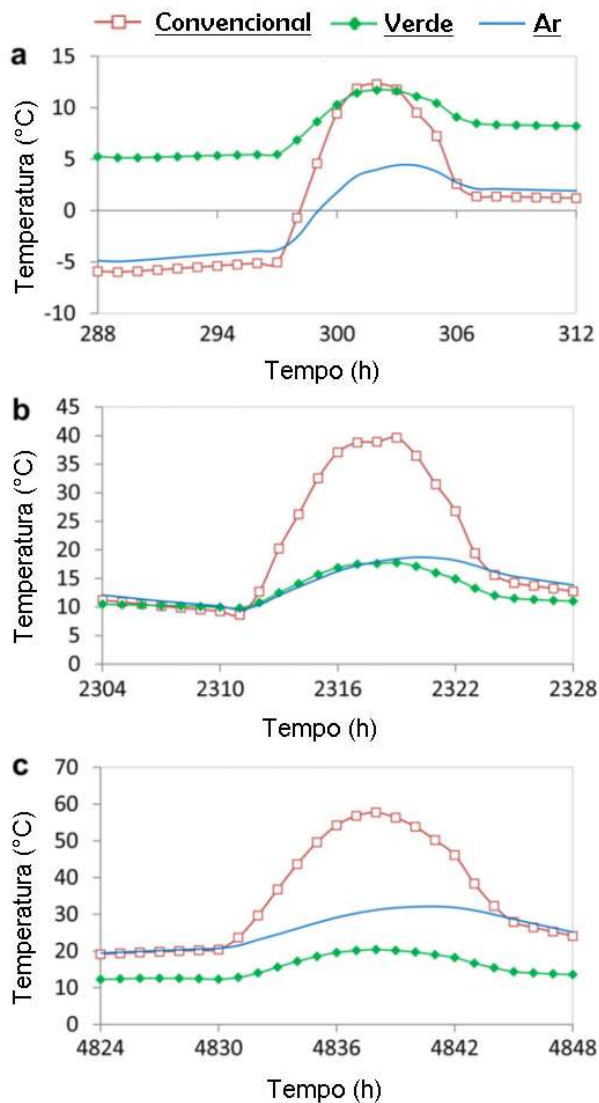 Convencional Verde Ar
a
15
10
5
0
-5
-10
Temperatura (°C)
288 294 300 306 312
Tempo (h)
b
45
40
35
30
25
20
15
10
5
0
Temperatura (°C)
2304 2310 2316 2322 2328
Tempo (h)
c
70
60
50
40
30
20
10
0
Temperatura (°C)
4824 4830 4836 4842 4848
Tempo (h)